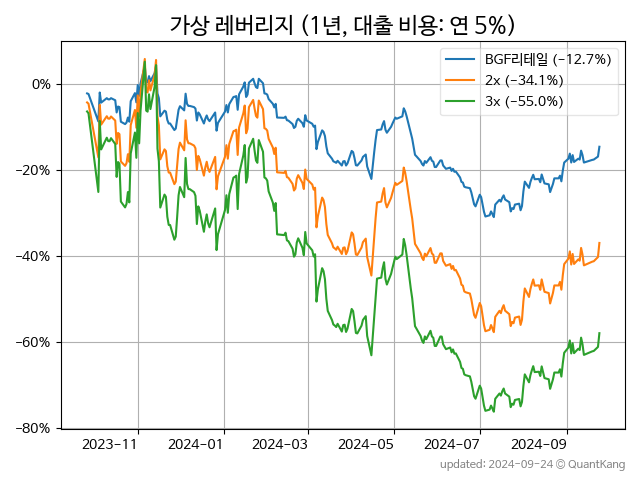 가상 레버리지 (1년, 대출 비용: 연 5%)
BGF리테일 (−12.7%)
2x (−34.1%)
3x (−55.0%)
0%
−20%
−40%
−60%
−80%
2023-11
2024-01
2024-03
2024-05
2024-07
2024-09
updated: 2024-09-24 © QuantKang